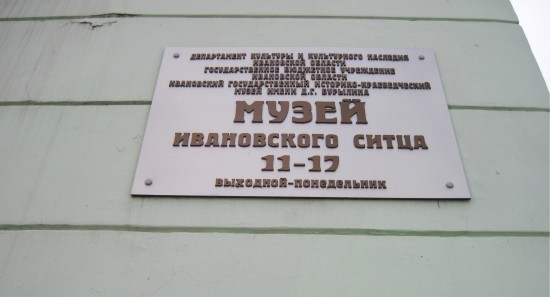 ДЕПАРТАМЕНТ КУЛЬТУРЫ И КУЛЬТУРНОГО НАСЛЕДИЯ
ИВАНОВСКОЙ ОБЛАСТИ
ГОСУДАРСТВЕННОЕ БЮДЖЕТНОЕ УЧРЕЖДЕНИЕ
ИВАНОВСКОЙ ОБЛАСТИ
ИВАНОВСКИЙ ГОСУДАРСТВЕННЫЙ ИСТОРИКО-КРАЕВЕДЧЕСКИЙ
МУЗЕЙ ИМЕНИ Д.Г. БУРЫЛИНА
МУЗЕЙ
ИВАНОВСКОГО СИТЦА
11-17
ВЫХОДНОЙ-ПОНЕДЕЛЬНИК